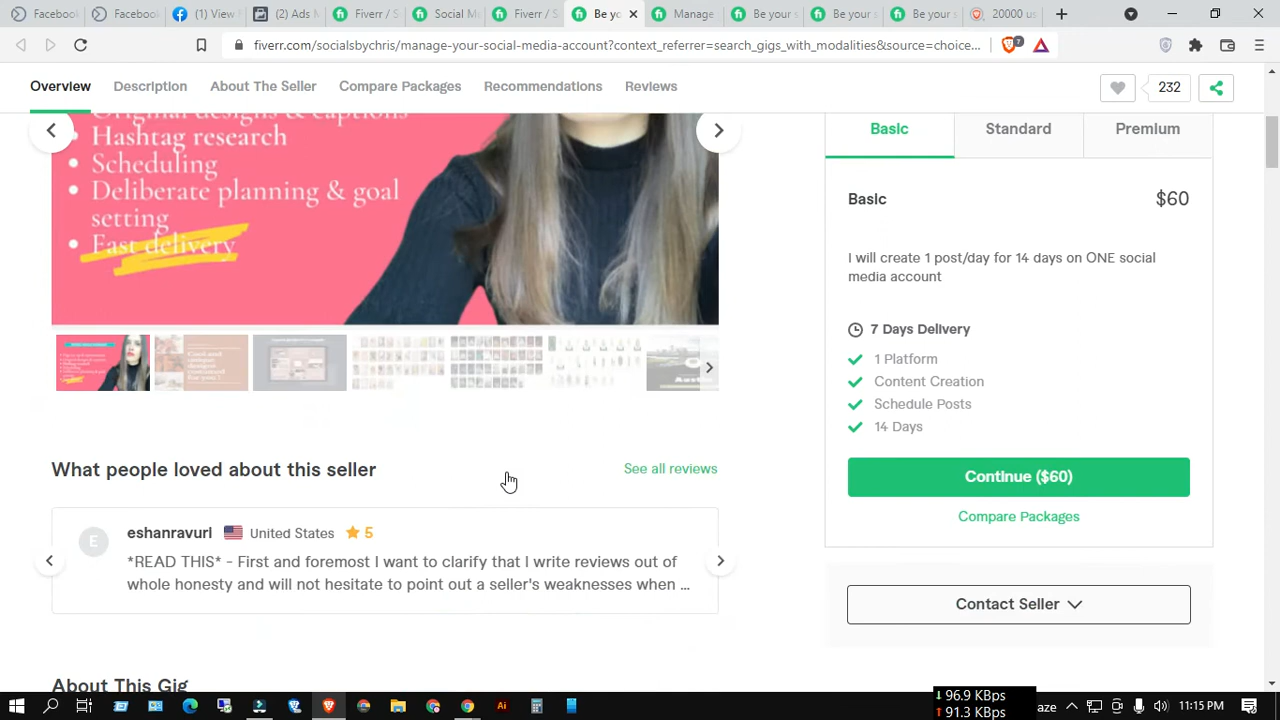 Facebook
Facebook
(1) View
(2) Ads M
Fiverr / S
Social M
Fiverr / S
Be yo
Manage
Be your s
Be your s
Be your s
20000 us
fiverr.com/socialsbychris/manage-your-social-media-account?context_referrer=search_gigs_with_modalities&source=choice...
7
Overview
Description
About The Seller
Compare Packages
Recommendations
Reviews
232
Original designs & captions
Hashtag research
Scheduling
Deliberate planning & goal
setting
Fast delivery
Basic
Standard
Premium
Basic
$60
I will create 1 post/day for 14 days on ONE social
media account
7 Days Delivery
1 Platform
Content Creation
Schedule Posts
14 Days
Continue ($60)
Compare Packages
Contact Seller
What people loved about this seller
See all reviews
E
eshanravuri
United States
5
*READ THIS* - First and foremost I want to clarify that I write reviews out of
whole honesty and will not hesitate to point out a seller's weaknesses when ...
About This Gig
Ai
↓ 96.9 KBps
↑ 91.3 KBps
aze
11:15 PM